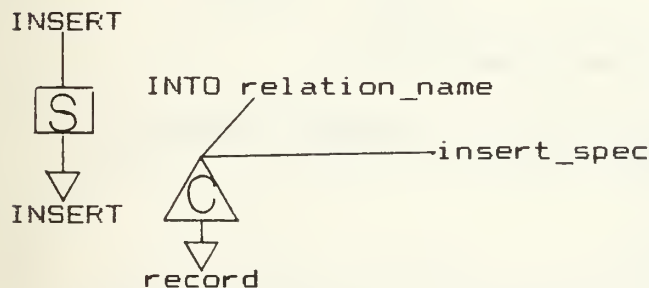 INSERT
S
INTO relation_name
insert_spec
C
INSERT
record